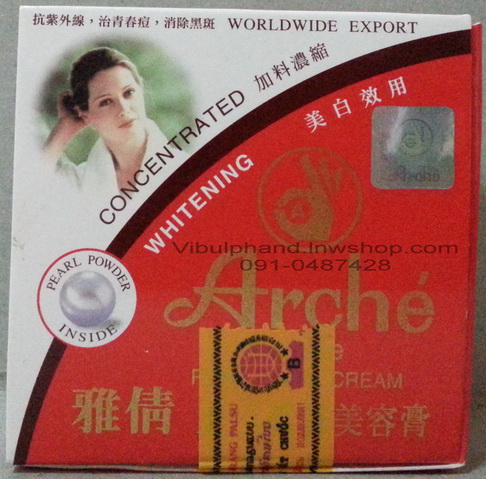 抗紫外線，治青春痘，消除黑斑 WORLDWIDE EXPORT
CONCENTRATED 加料濃縮
WHITENING 美白效用
PEARL POWDER
INSIDE
Vibulphand.lnwshop.com
091-0487428
Arché
CREAM
雅倩
美容膏
B
RANG PALSU